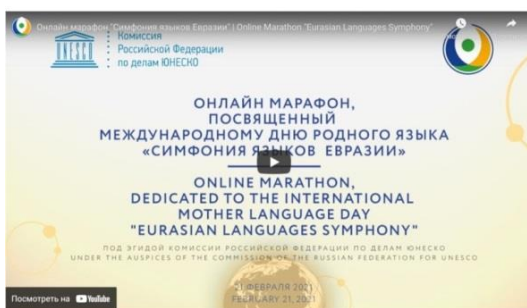 Онлайн марафон "Симфония языков Евразии" | Online Marathon "Eurasian Languages Symphony"
UNESCO
Комиссия
Российской Федерации
по делам ЮНЕСКО
ОНЛАЙН МАРАФОН,
ПОСВЯЩЕННЫЙ
МЕЖДУНАРОДНОМУ ДНЮ РОДНОГО ЯЗЫКА
«СИМФОНИЯ ЯЗЫКОВ ЕВРАЗИИ»
ONLINE MARATHON,
DEDICATED TO THE INTERNATIONAL
MOTHER LANGUAGE DAY
"EURASIAN LANGUAGES SYMPHONY"
ПОД ЭГИДОЙ КОМИССИИ РОССИЙСКОЙ ФЕДЕРАЦИИ ПО ДЕЛАМ ЮНЕСКО
UNDER THE AUSPICES OF THE COMMISSION OF THE RUSSIAN FEDERATION FOR UNESCO
21 ФЕВРАЛЯ 2021
FEBRUARY 21, 2021
Посмотреть на YouTube